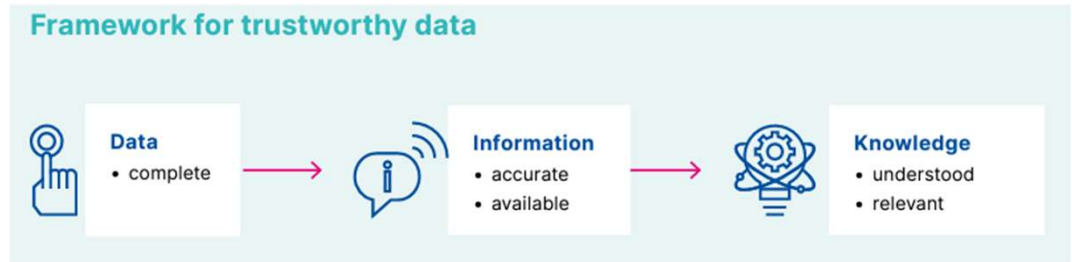 Framework for trustworthy data
Data
• complete
Information
• accurate
• available
Knowledge
• understood
• relevant